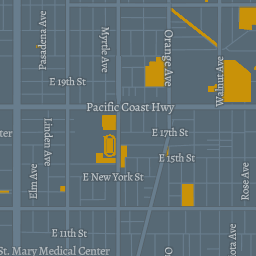 Pasadena Ave
Myrtle Ave
Orange Ave
Walnut Ave
E 19th St
Pacific Coast Hwy
Linden Ave
E 17th St
E 15th St
Elm Ave
E New York St
Rose Ave
E 11th St
St. Mary Medical Center